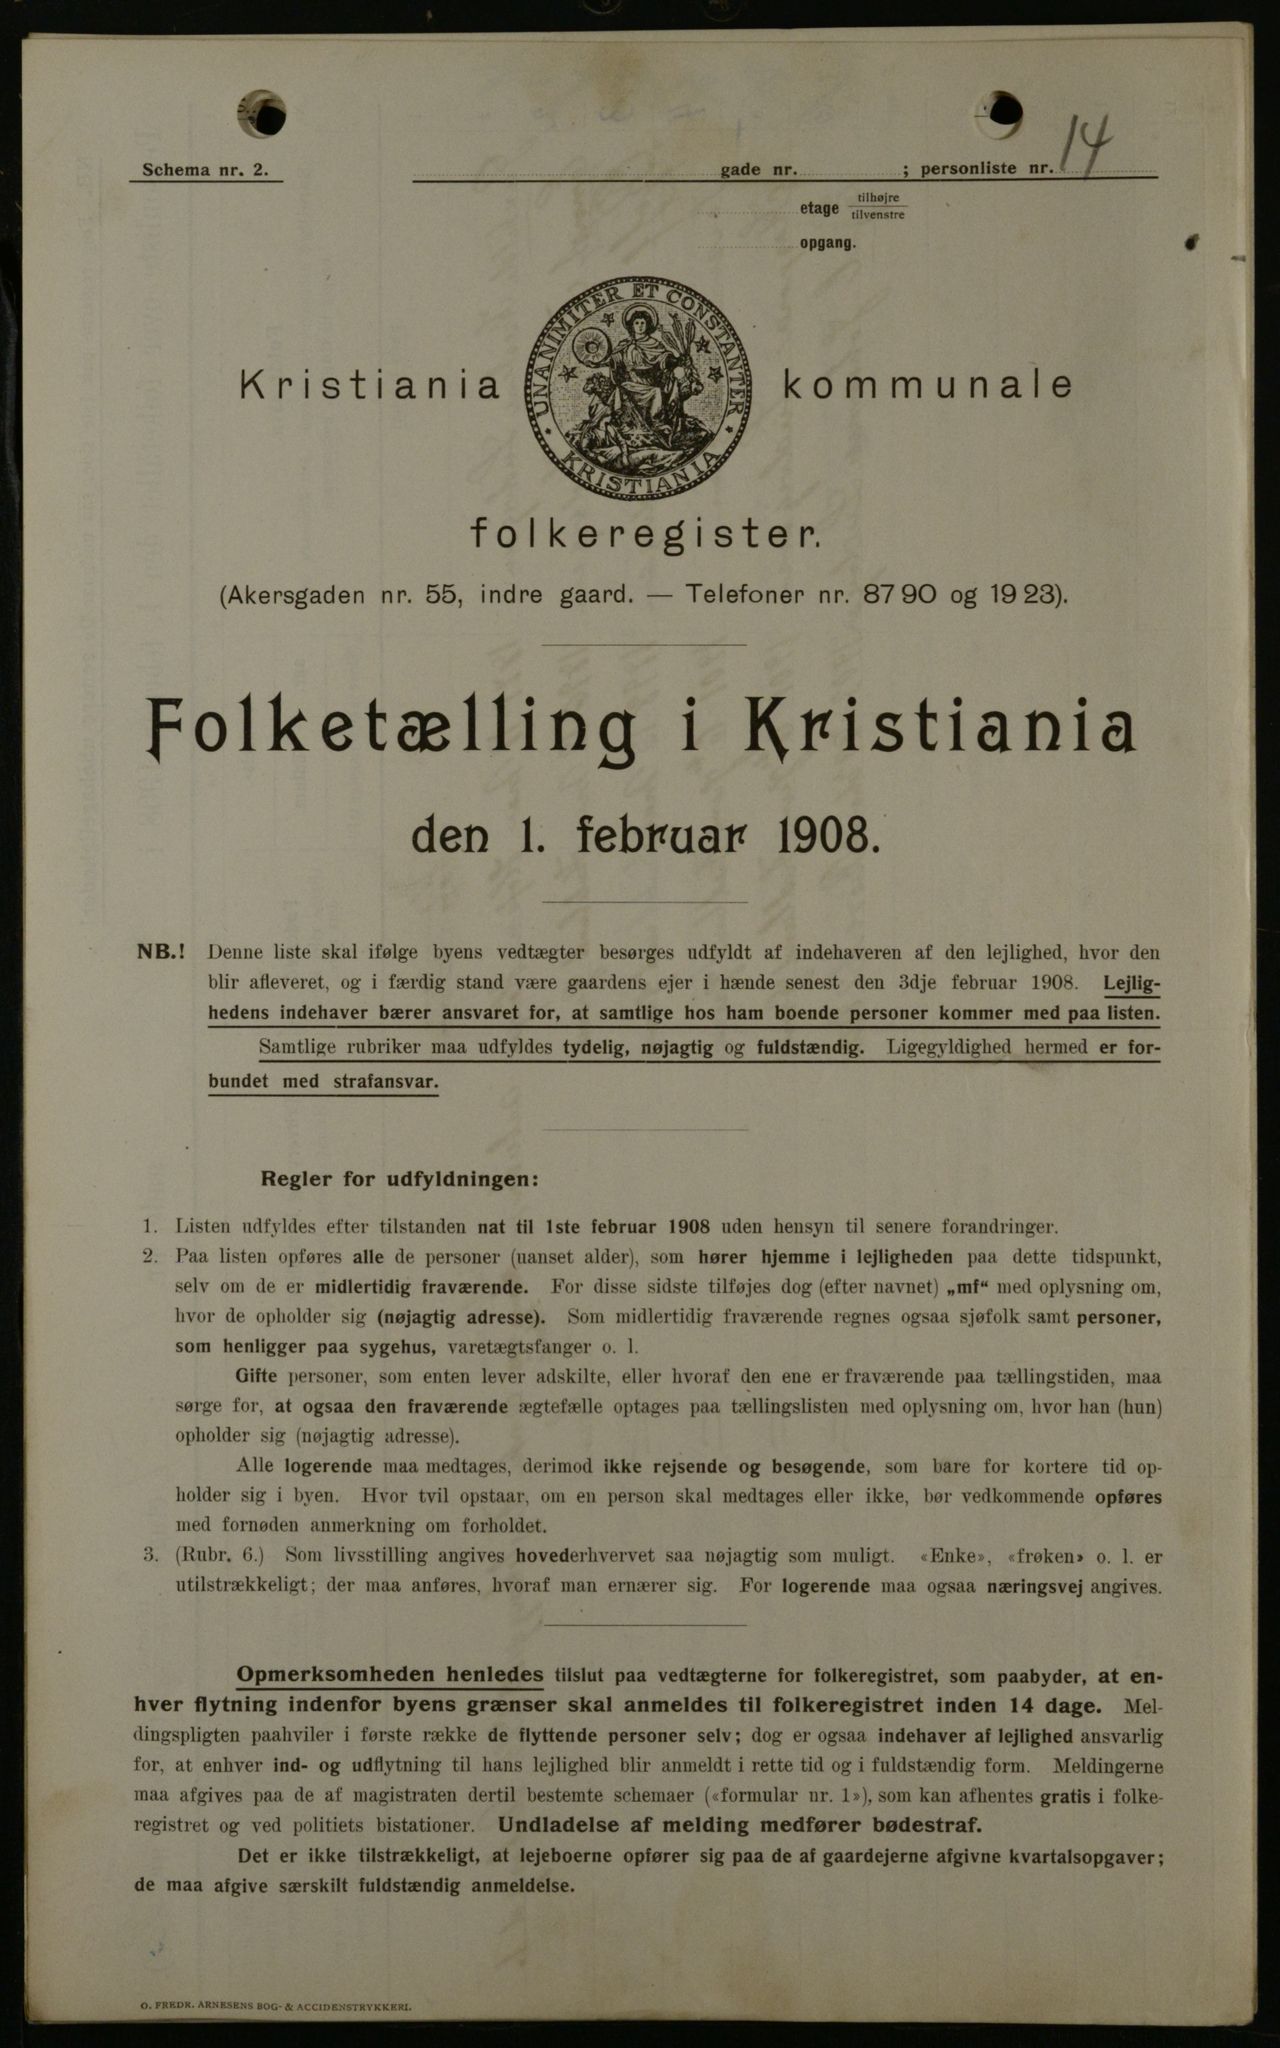 Schema nr. 2.
gade nr. ; personliste nr. 14
etage tilhøjre
tilvenstre
opgang.
UNANIMITER ET CONSTANTER
KRISTIANIA
Kristiania kommunale
folkeregister.
(Akersgaden nr. 55, indre gaard. — Telefoner nr. 87 90 og 19 23).
Folketælling i Kristiania
den 1. februar 1908.
NB.! Denne liste skal ifølge byens vedtægter besørges udfyldt af indehaveren af den lejlighed, hvor den
blir afleveret, og i færdig stand være gaardens ejer i hænde senest den 3dje februar 1908. Lejlig-
hedens indehaver bærer ansvaret for, at samtlige hos ham boende personer kommer med paa listen.
Samtlige rubriker maa udfyldes tydelig, nøjagtig og fuldstændig. Ligegyldighed hermed er for-
bundet med strafansvar.
Regler for udfyldningen:
1. Listen udfyldes efter tilstanden nat til 1ste februar 1908 uden hensyn til senere forandringer.
2. Paa listen opføres alle de personer (uanset alder), som hører hjemme i lejligheden paa dette tidspunkt,
selv om de er midlertidig fraværende. For disse sidste tilføjes dog (efter navnet) „mf“ med oplysning om,
hvor de opholder sig (nøjagtig adresse). Som midlertidig fraværende regnes ogsaa sjøfolk samt personer,
som henligger paa sygehus, varetægtsfanger o. l.
Gifte personer, som enten lever adskilte, eller hvoraf den ene er fraværende paa tællingstiden, maa
sørge for, at ogsaa den fraværende ægtefælle optages paa tællingslisten med oplysning om, hvor han (hun)
opholder sig (nøjagtig adresse).
Alle logerende maa medtages, derimod ikke rejsende og besøgende, som bare for kortere tid op-
holder sig i byen. Hvor tvil opstaar, om en person skal medtages eller ikke, bør vedkommende opføres
med fornøden anmerkning om forholdet.
3. (Rubr. 6.) Som livsstilling angives hovederhvervet saa nøjagtig som muligt. «Enke», «frøken» o. l. er
utilstrækkeligt; der maa anføres, hvoraf man ernærer sig. For logerende maa ogsaa næringsvej angives.
Opmerksomheden henledes tilslut paa vedtægterne for folkeregistret, som paabyder, at en-
hver flytning indenfor byens grænser skal anmeldes til folkeregistret inden 14 dage. Mel-
dingspligten paahviler i første række de flyttende personer selv; dog er ogsaa indehaver af lejlighed ansvarlig
for, at enhver ind- og udflytning til hans lejlighed blir anmeldt i rette tid og i fuldstændig form. Meldingerne
maa afgives paa de af magistraten dertil bestemte schemaer («formular nr. 1»), som kan afhentes gratis i folke-
registret og ved politiets bistationer. Undladelse af melding medfører bødestraf.
Det er ikke tilstrækkeligt, at lejeboerne opfører sig paa de af gaardejerne afgivne kvartalsopgaver;
de maa afgive særskilt fuldstændig anmeldelse.
O. FREDR. ARNESENS BOG- & ACCIDENSTRYKKERI.